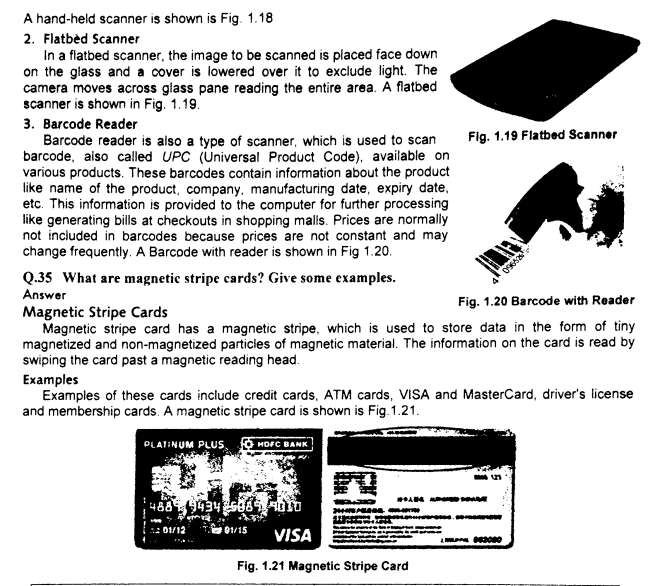 A hand-held scanner is shown is Fig. 1.18
2. Flatbed Scanner
In a flatbed scanner, the image to be scanned is placed face down
on the glass and a cover is lowered over it to exclude light. The
camera moves across glass pane reading the entire area. A flatbed
scanner is shown in Fig. 1.19.
Fig. 1.19 Flatbed Scanner
3. Barcode Reader
Barcode reader is also a type of scanner, which is used to scan
barcode, also called UPC (Universal Product Code), available on
various products. These barcodes contain information about the product
like name of the product, company, manufacturing date, expiry date,
etc. This information is provided to the computer for further processing
like generating bills at checkouts in shopping malls. Prices are normally
not included in barcodes because prices are not constant and may
change frequently. A Barcode with reader is shown in Fig 1.20.
Fig. 1.20 Barcode with Reader
Q.35 What are magnetic stripe cards? Give some examples.
Answer
Magnetic Stripe Cards
Magnetic stripe card has a magnetic stripe, which is used to store data in the form of tiny
magnetized and non-magnetized particles of magnetic material. The information on the card is read by
swiping the card past a magnetic reading head.
Examples
Examples of these cards include credit cards, ATM cards, VISA and MasterCard, driver's license
and membership cards. A magnetic stripe card is shown in Fig.1.21.
PLATINUM PLUS HDFC BANK
01/12 01/15 VISA
Fig. 1.21 Magnetic Stripe Card